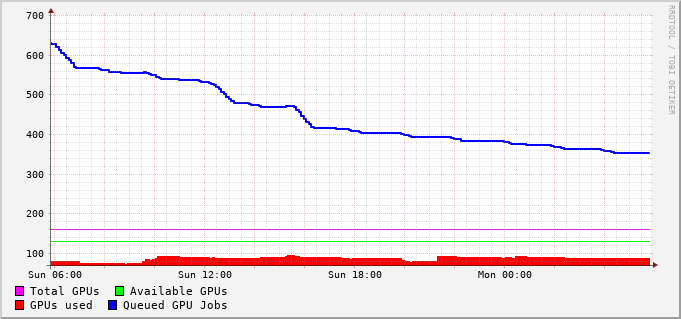 700
600
500
400
300
200
100
Sun 06:00 Sun 12:00 Sun 18:00 Mon 00:00
Total GPUs Available GPUs
GPUs used Queued GPU Jobs
RRDTOOL / TOBI OETIKER